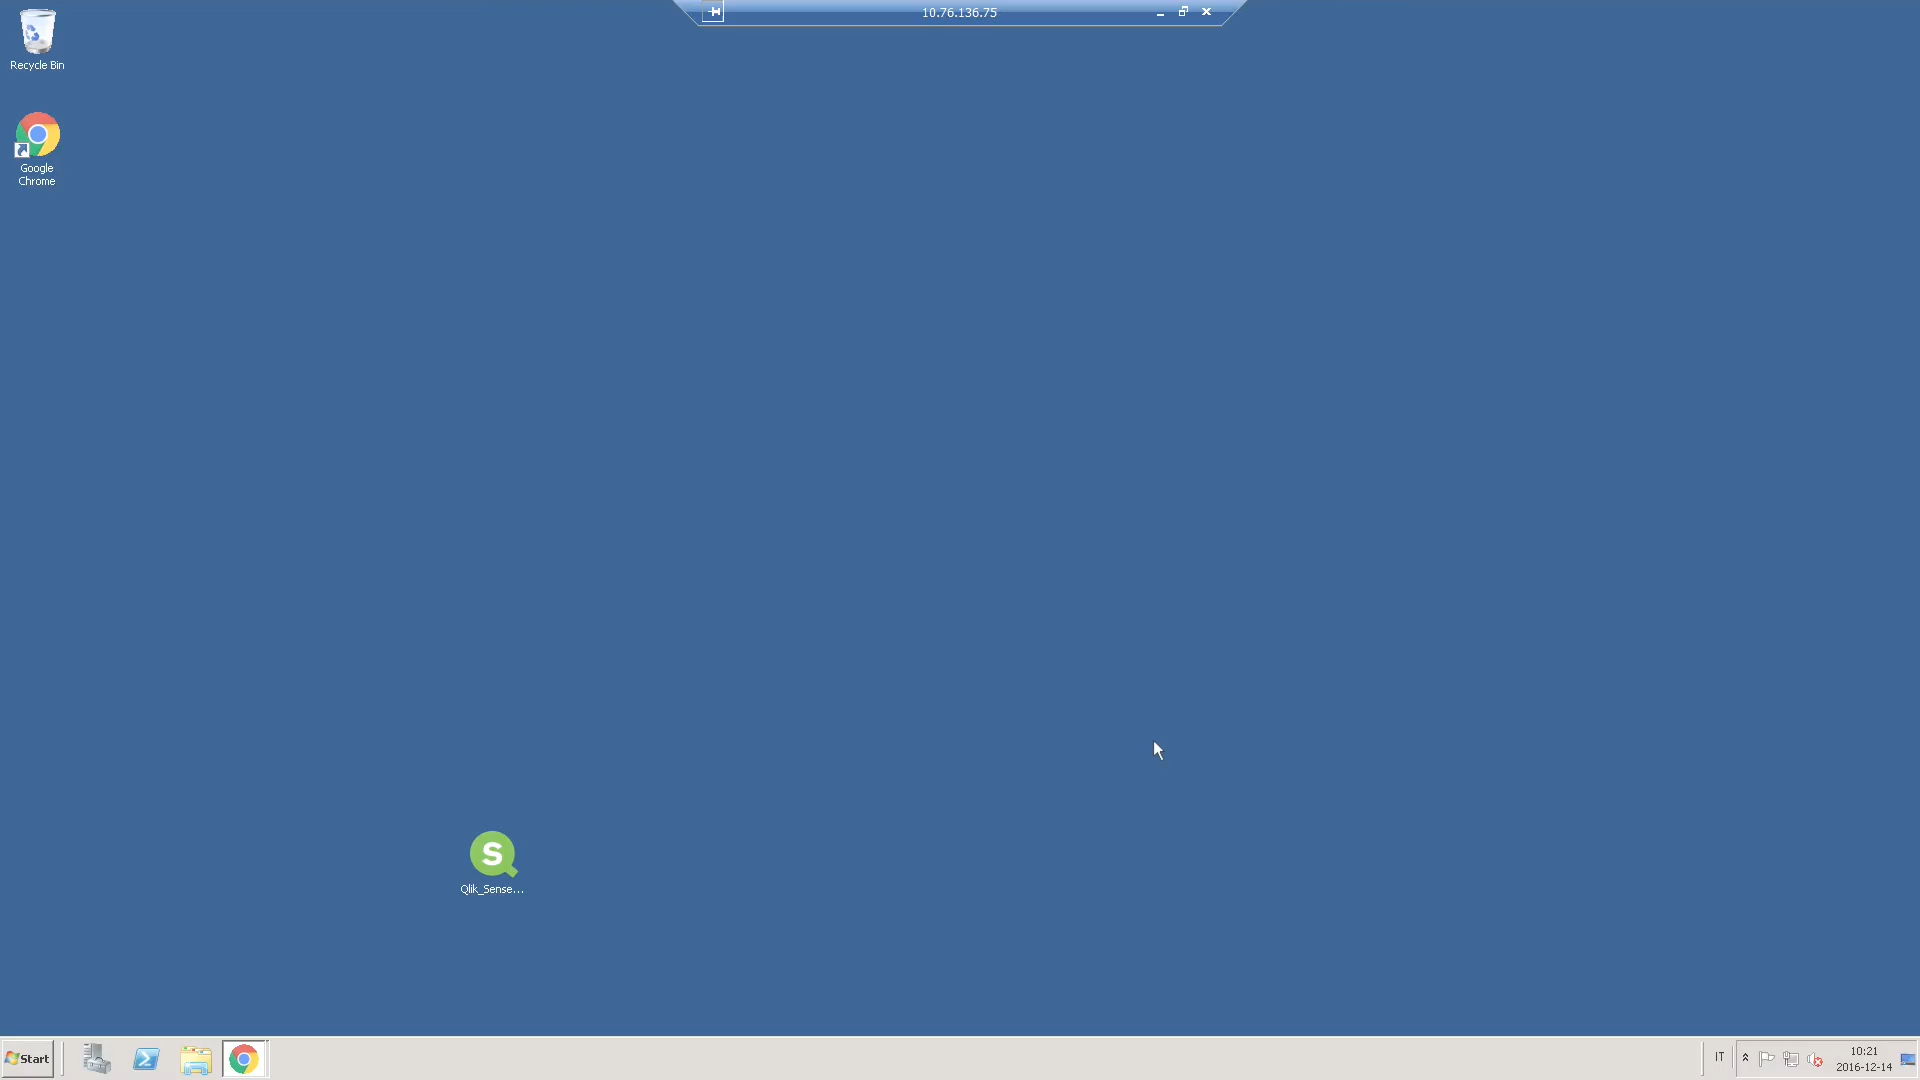 10.76.136.75
Recycle Bin
Google
Chrome
S
Qlik_Sense...
Start
IT
10:21
2016-12-14